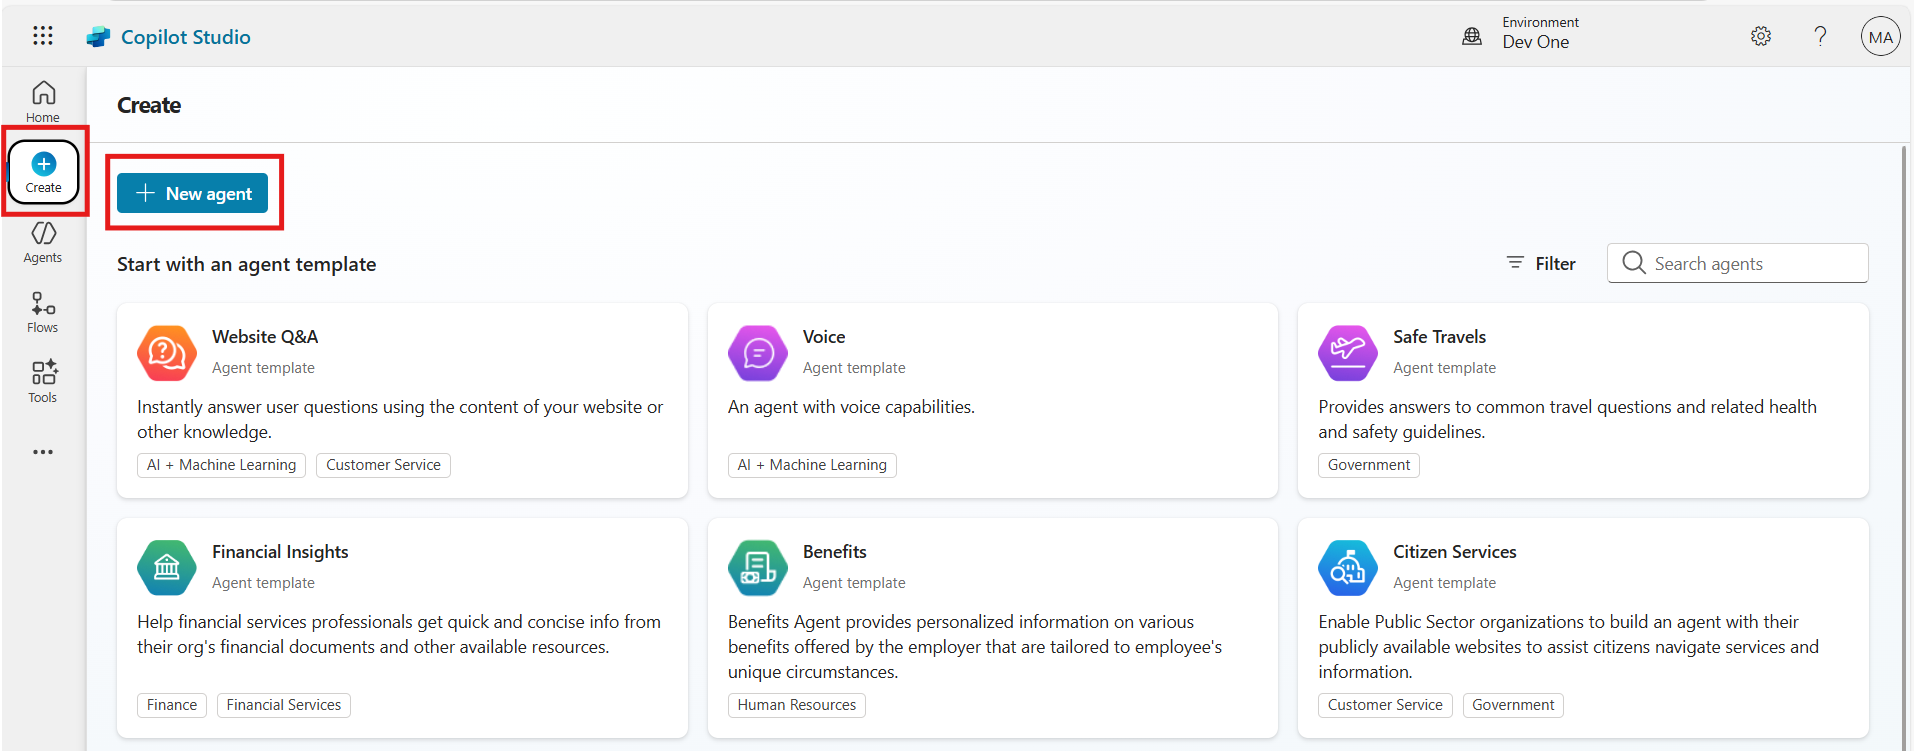 Copilot Studio
Environment
Dev One
MA
Home
Create
Agents
Flows
Tools
Create
New agent
Start with an agent template
Filter
Search agents
Website Q&A
Agent template
Instantly answer user questions using the content of your website or
other knowledge.
AI + Machine Learning
Customer Service
Voice
Agent template
An agent with voice capabilities.
AI + Machine Learning
Safe Travels
Agent template
Provides answers to common travel questions and related health
and safety guidelines.
Government
Financial Insights
Agent template
Help financial services professionals get quick and concise info from
their org's financial documents and other available resources.
Finance
Financial Services
Benefits
Agent template
Benefits Agent provides personalized information on various
benefits offered by the employer that are tailored to employee's
unique circumstances.
Human Resources
Citizen Services
Agent template
Enable Public Sector organizations to build an agent with their
publicly available websites to assist citizens navigate services and
information.
Customer Service
Government